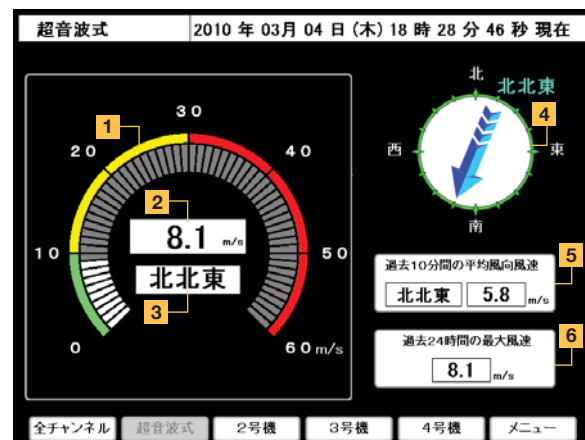 超音波式
2010 年 03月 04 日 (木) 18 時 28 分 46 秒 現在
1
30
20
40
10
50
0
60 m/s
2
8.1 m/s
北北東
3
北
北北東
4
西
東
南
5
過去10分間の平均風向風速
北北東 5.8 m/s
6
過去24時間の最大風速
8.1 m/s
全チャンネル 超音波式 2号機 3号機 4号機 メニュー